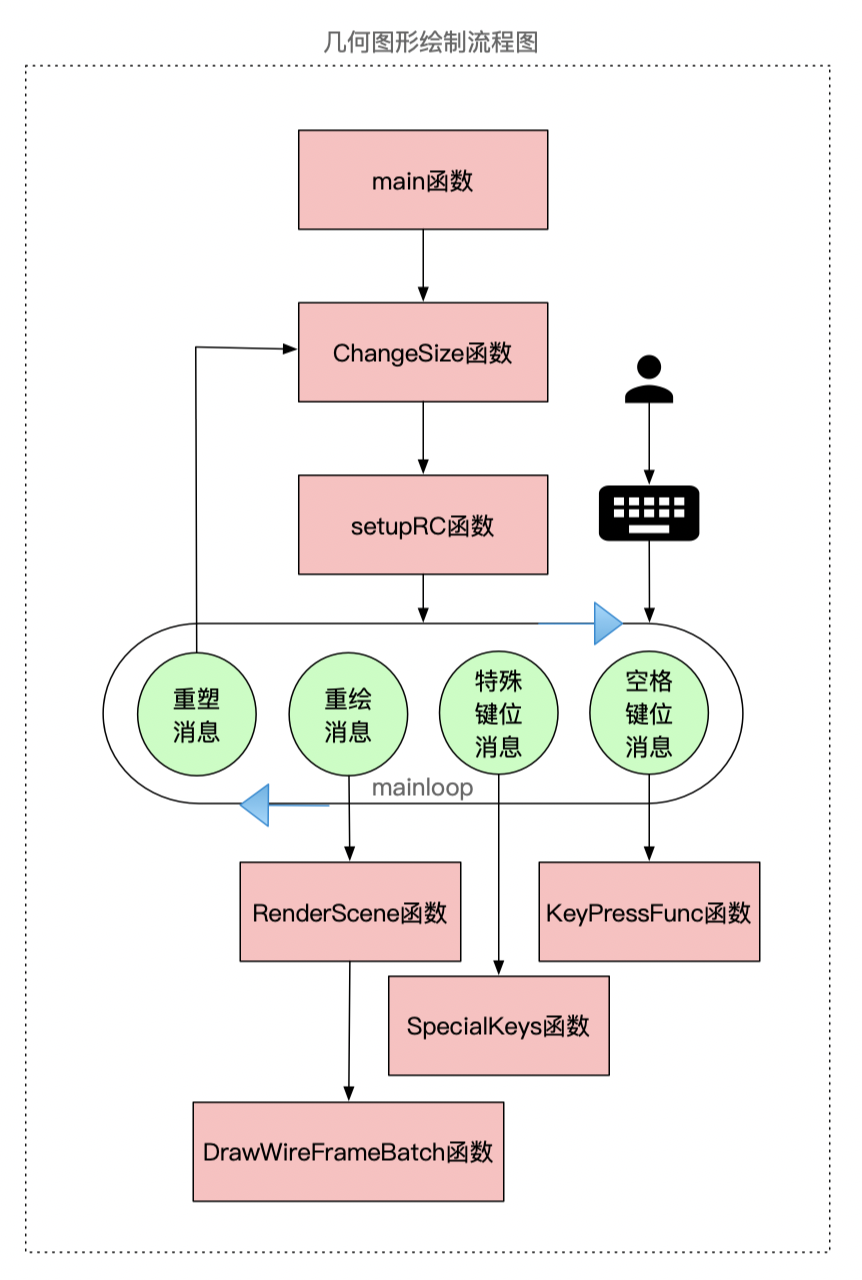 几何图形绘制流程图
main函数
ChangeSize函数
setupRC函数
重塑
消息
重绘
消息
特殊
键位
消息
空格
键位
消息
mainloop
RenderScene函数
KeyPressFunc函数
SpecialKeys函数
DrawWireFrameBatch函数